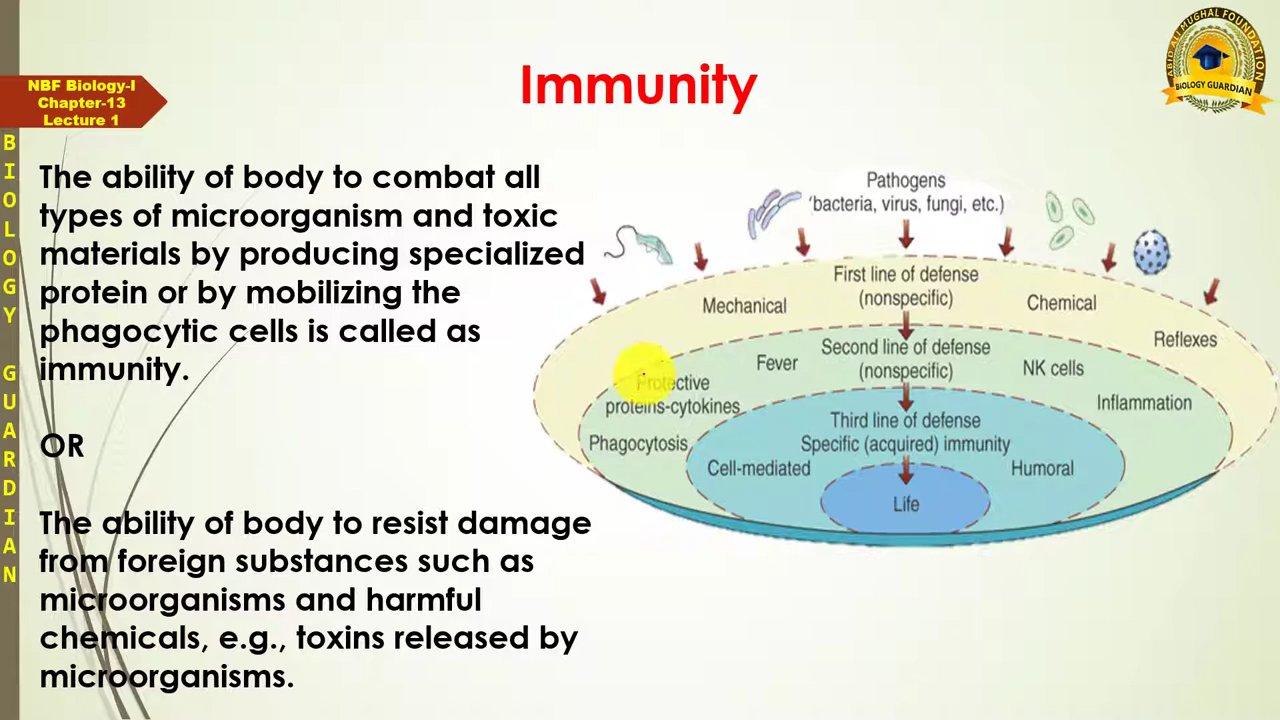 Immunity
NBF Biology-I
Chapter-13
Lecture 1
BIOLOGY GUARDIAN
ABID ALI MUGHAL FOUNDATION
BIOLOGY GUARDIAN
The ability of body to combat all
types of microorganism and toxic
materials by producing specialized
protein or by mobilizing the
phagocytic cells is called as
immunity.
OR
The ability of body to resist damage
from foreign substances such as
microorganisms and harmful
chemicals, e.g., toxins released by
microorganisms.
Pathogens
(bacteria, virus, fungi, etc.)
First line of defense
(nonspecific)
Mechanical
Chemical
Reflexes
Second line of defense
(nonspecific)
Fever
NK cells
Protective
proteins-cytokines
Inflammation
Phagocytosis
Third line of defense
Specific (acquired) immunity
Cell-mediated
Humoral
Life